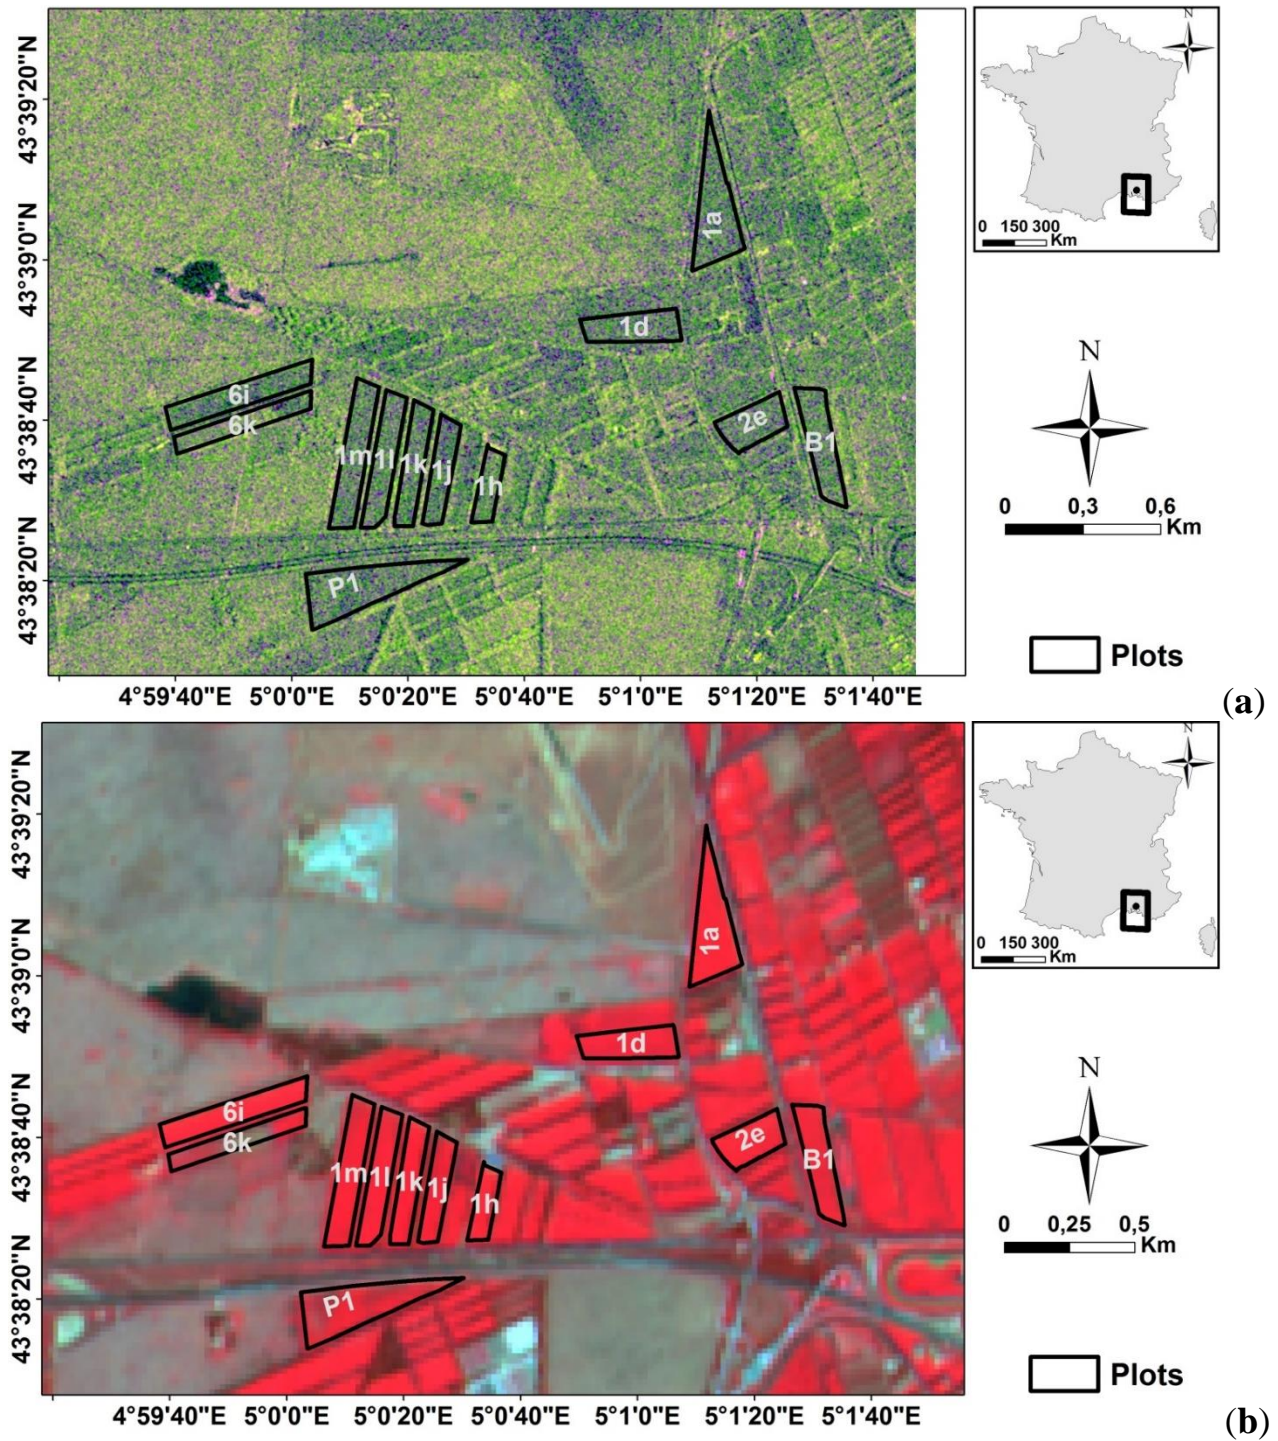 43°39'20"N
43°39'0"N
43°38'40"N
43°38'20"N
1a
1d
6i
6k
2e
B1
1m
1l
1k
1j
1h
P1
4°59'40"E 5°0'0"E 5°0'20"E 5°0'40"E 5°1'0"E 5°1'20"E 5°1'40"E
N
0 150 300
Km
N
0 0,3 0,6
Km
Plots
(a)
43°39'20"N
43°39'0"N
43°38'40"N
43°38'20"N
1a
1d
6i
6k
2e
B1
1m
1l
1k
1j
1h
P1
4°59'40"E 5°0'0"E 5°0'20"E 5°0'40"E 5°1'0"E 5°1'20"E 5°1'40"E
N
0 150 300
Km
N
0 0,25 0,5
Km
Plots
(b)